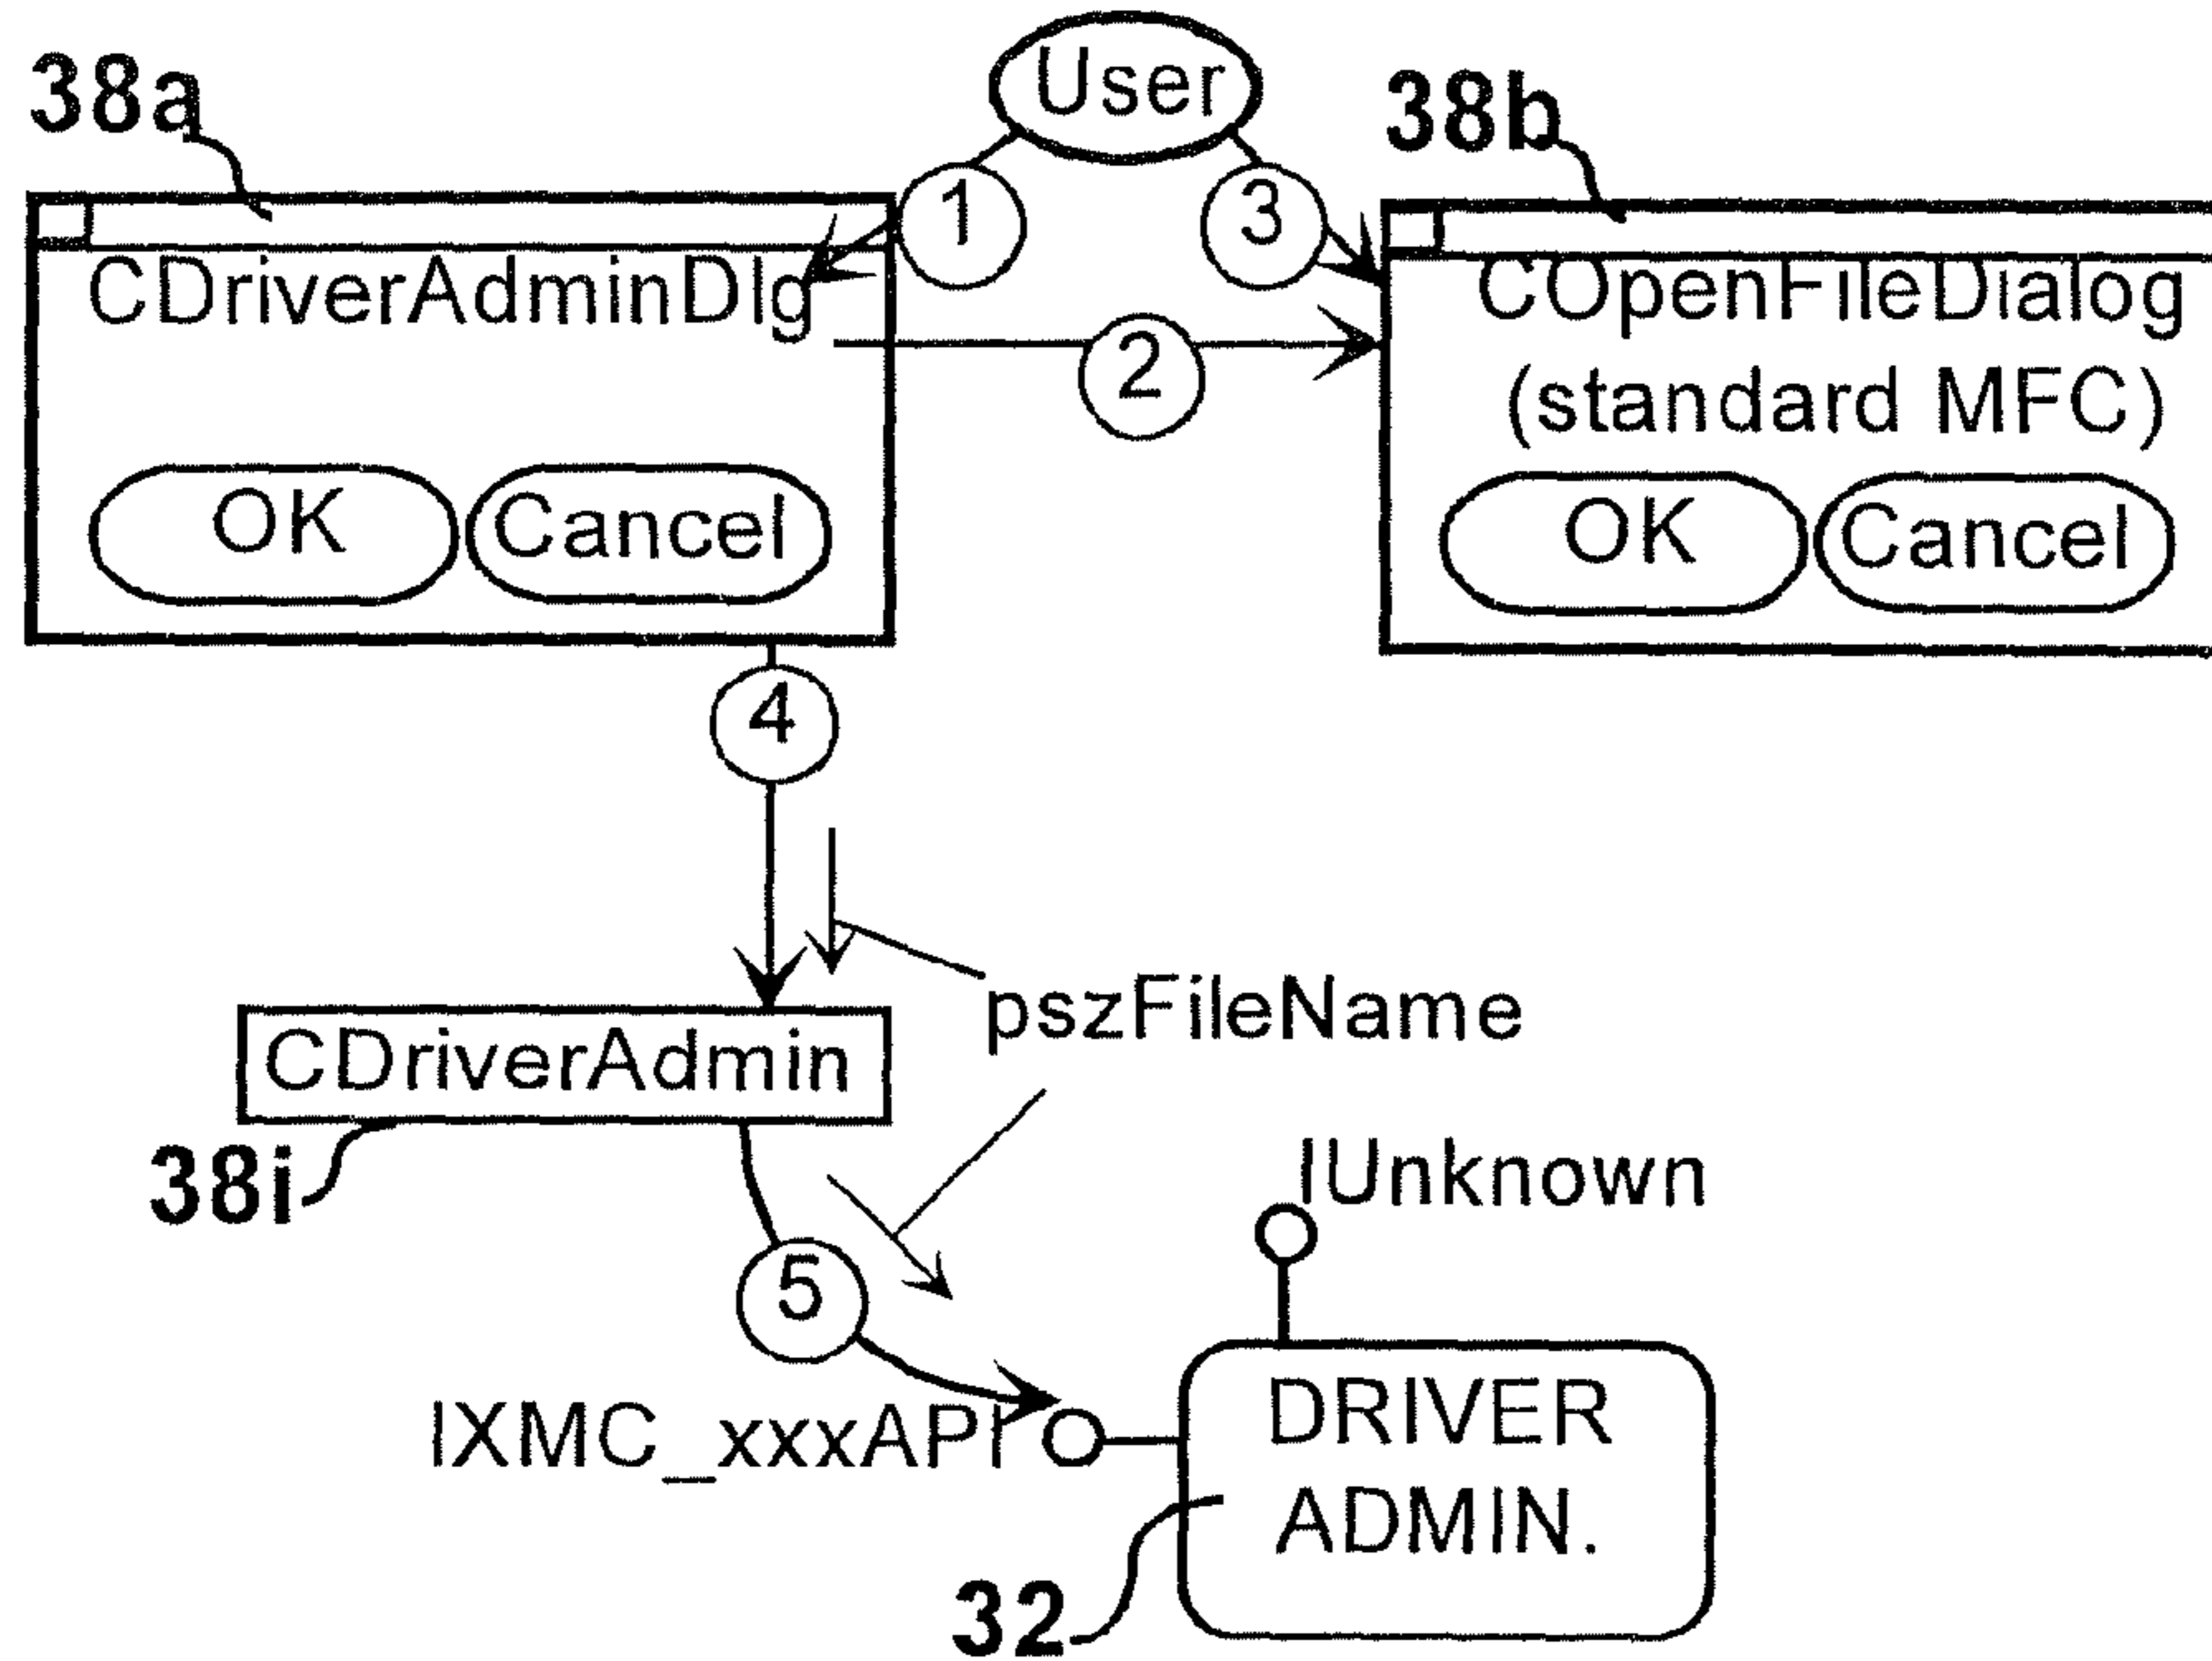 User
38a
38b
1
3
CDriverAdminDlg
COpenFileDialog
2
(standard MFC)
OK
Cancel
OK
Cancel
4
pszFileName
CDriverAdmin
38i
IUnknown
5
DRIVER
IXMC_xxxAPI
ADMIN.
32